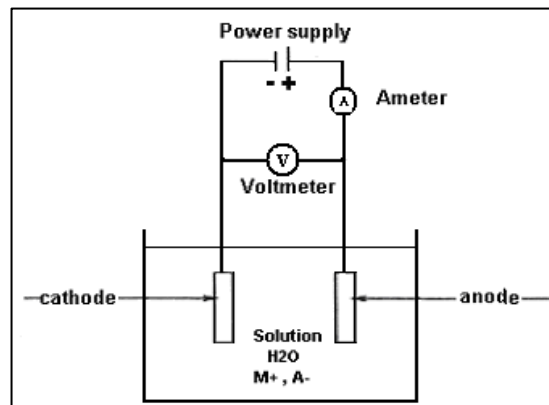 Power supply
- +
A
Ameter
V
Voltmeter
cathode
anode
Solution
H2O
M+ , A-